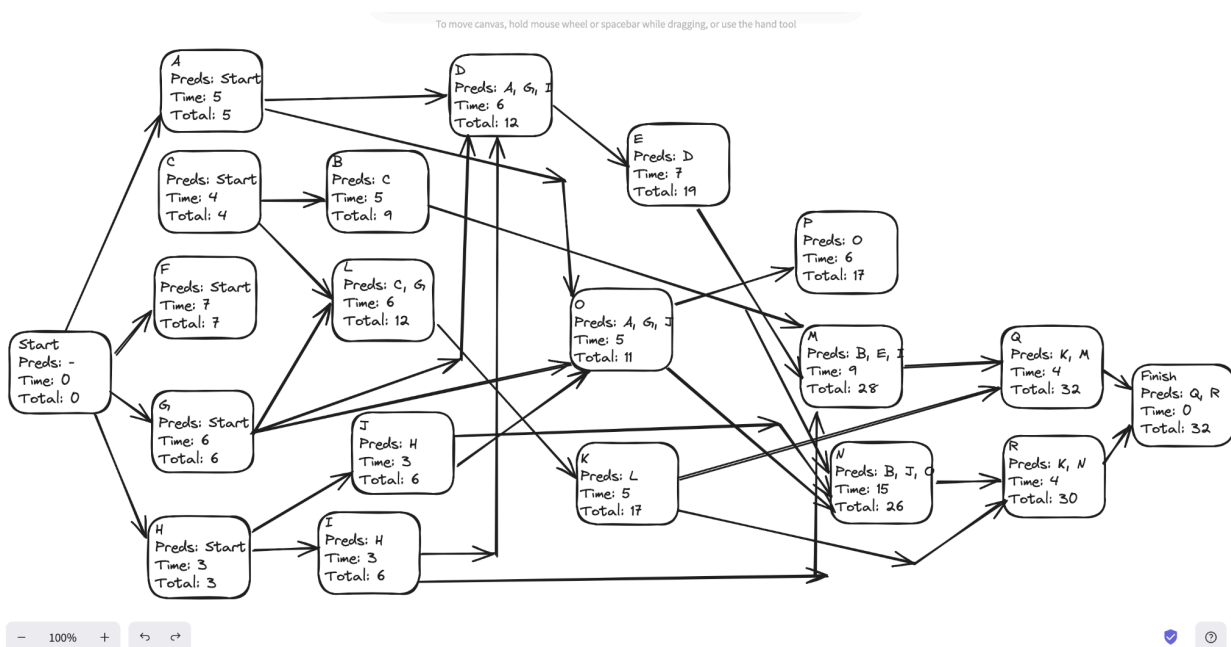 To move canvas, hold mouse wheel or spacebar while dragging, or use the hand tool
A
Preds: Start
Time: 5
Total: 5
D
Preds: A, G, I
Time: 6
Total: 12
E
Preds: D
Time: 7
Total: 19
C
Preds: Start
Time: 4
Total: 4
B
Preds: C
Time: 5
Total: 9
P
Preds: O
Time: 6
Total: 17
F
Preds: Start
Time: 7
Total: 7
L
Preds: C, G
Time: 6
Total: 12
O
Preds: A, G, J
Time: 5
Total: 11
Start
Preds: -
Time: 0
Total: 0
M
Preds: B, E, I
Time: 9
Total: 28
Q
Preds: K, M
Time: 4
Total: 32
Finish
Preds: Q, R
Time: 0
Total: 32
G
Preds: Start
Time: 6
Total: 6
J
Preds: H
Time: 3
Total: 6
K
Preds: L
Time: 5
Total: 17
N
Preds: B, J, O
Time: 15
Total: 26
R
Preds: K, N
Time: 4
Total: 30
H
Preds: Start
Time: 3
Total: 3
I
Preds: H
Time: 3
Total: 6
100%